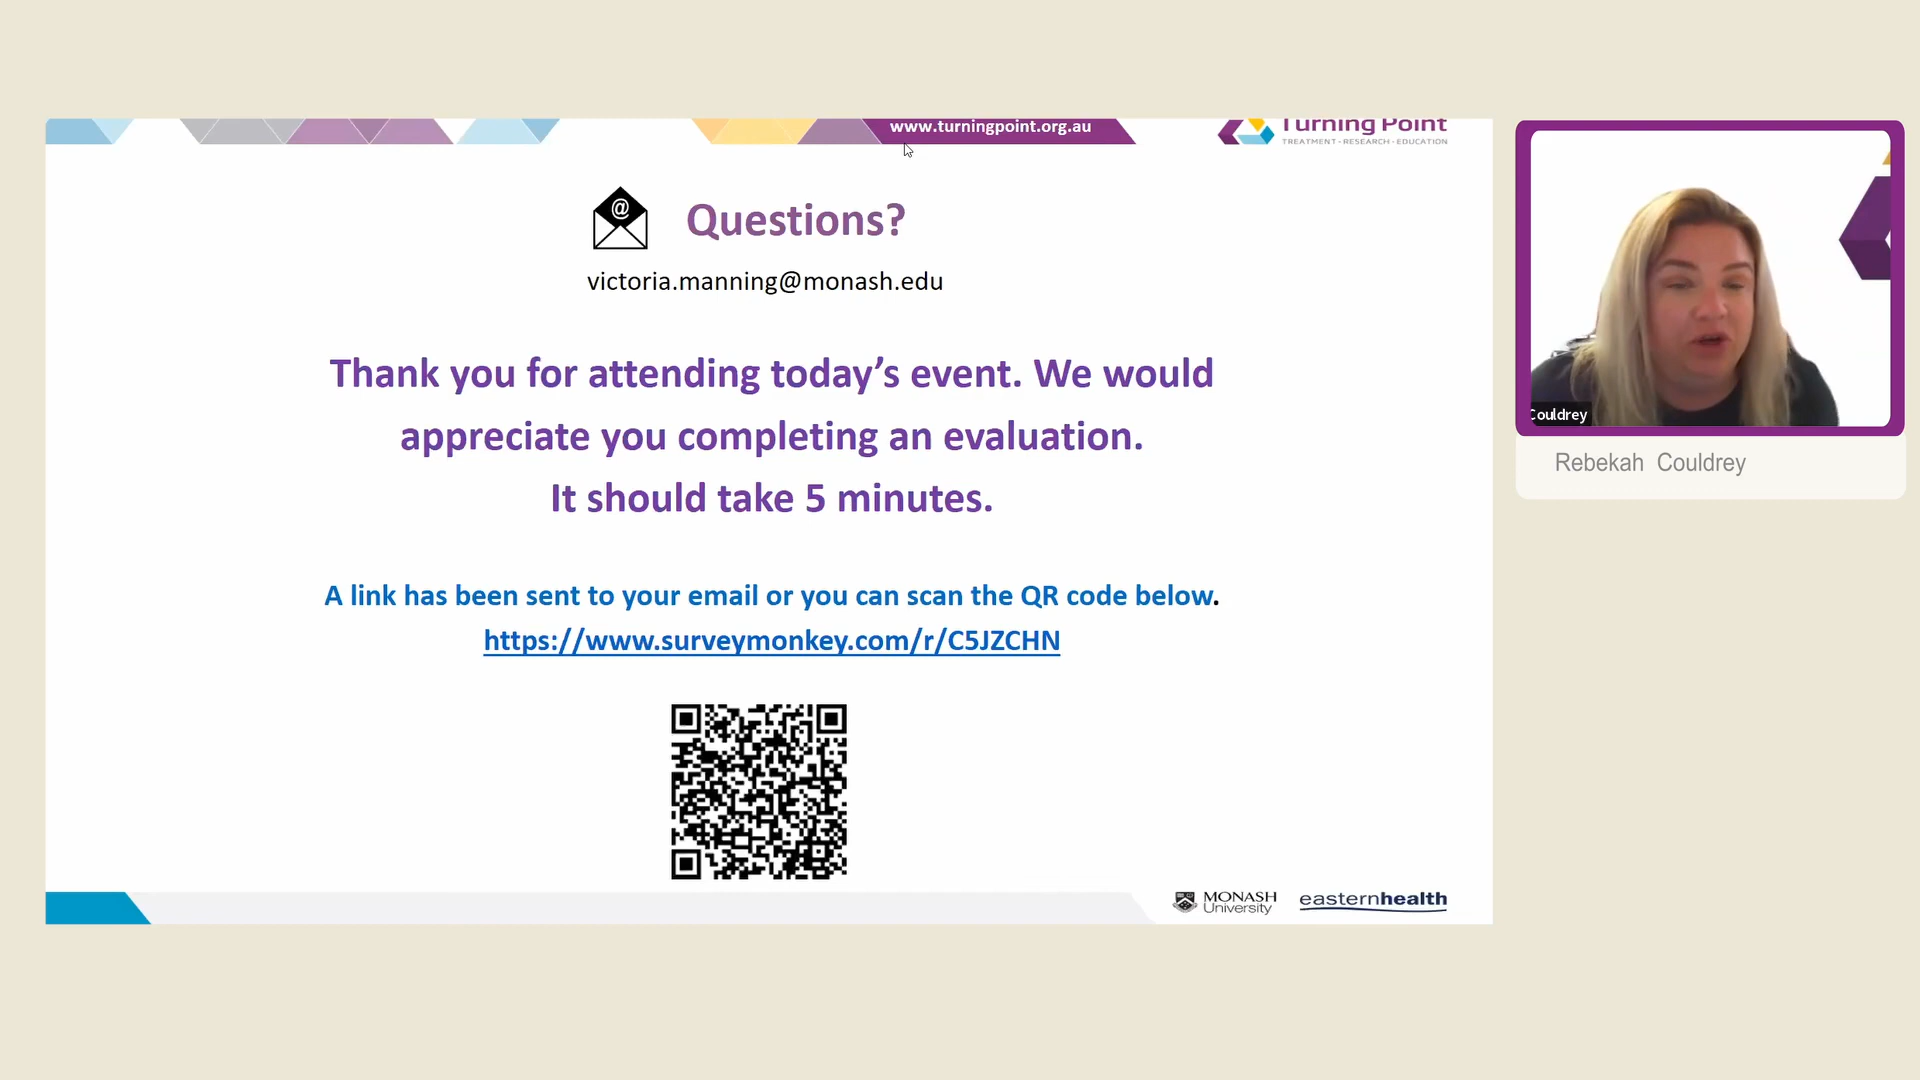 www.turningpoint.org.au
Turning Point
TREATMENT • RESEARCH • EDUCATION
@
Questions?
victoria.manning@monash.edu
Thank you for attending today’s event. We would
appreciate you completing an evaluation.
It should take 5 minutes.
A link has been sent to your email or you can scan the QR code below.
https://www.surveymonkey.com/r/C5JZCHN
MONASH
University
easternhealth
Couldrey
Rebekah Couldrey